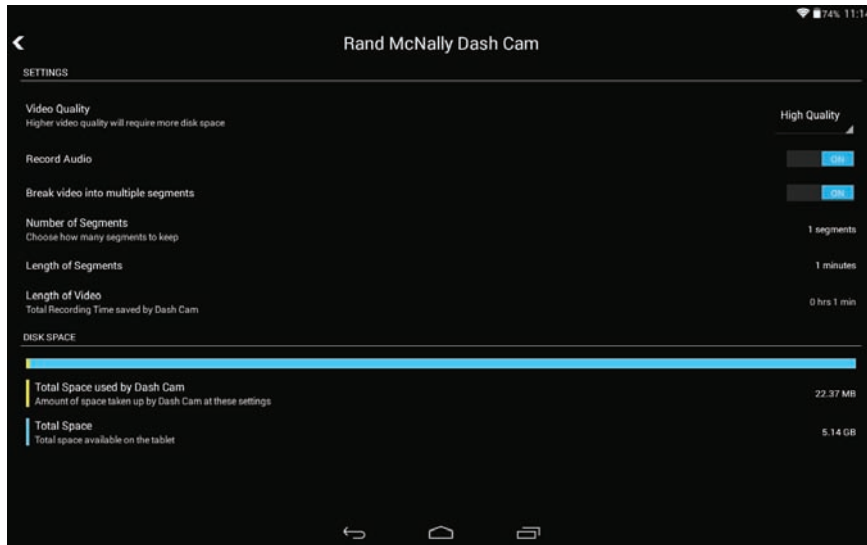 74% 11:14
Rand McNally Dash Cam
SETTINGS
Video Quality
Higher video quality will require more disk space
High Quality
Record Audio
ON
Break video into multiple segments
ON
Number of Segments
Choose how many segments to keep
1 segments
Length of Segments
1 minutes
Length of Video
Total Recording Time saved by Dash Cam
0 hrs 1 min
DISK SPACE
Total Space used by Dash Cam
Amount of space taken up by Dash Cam at these settings
22.37 MB
Total Space
Total space available on the tablet
5.14 GB